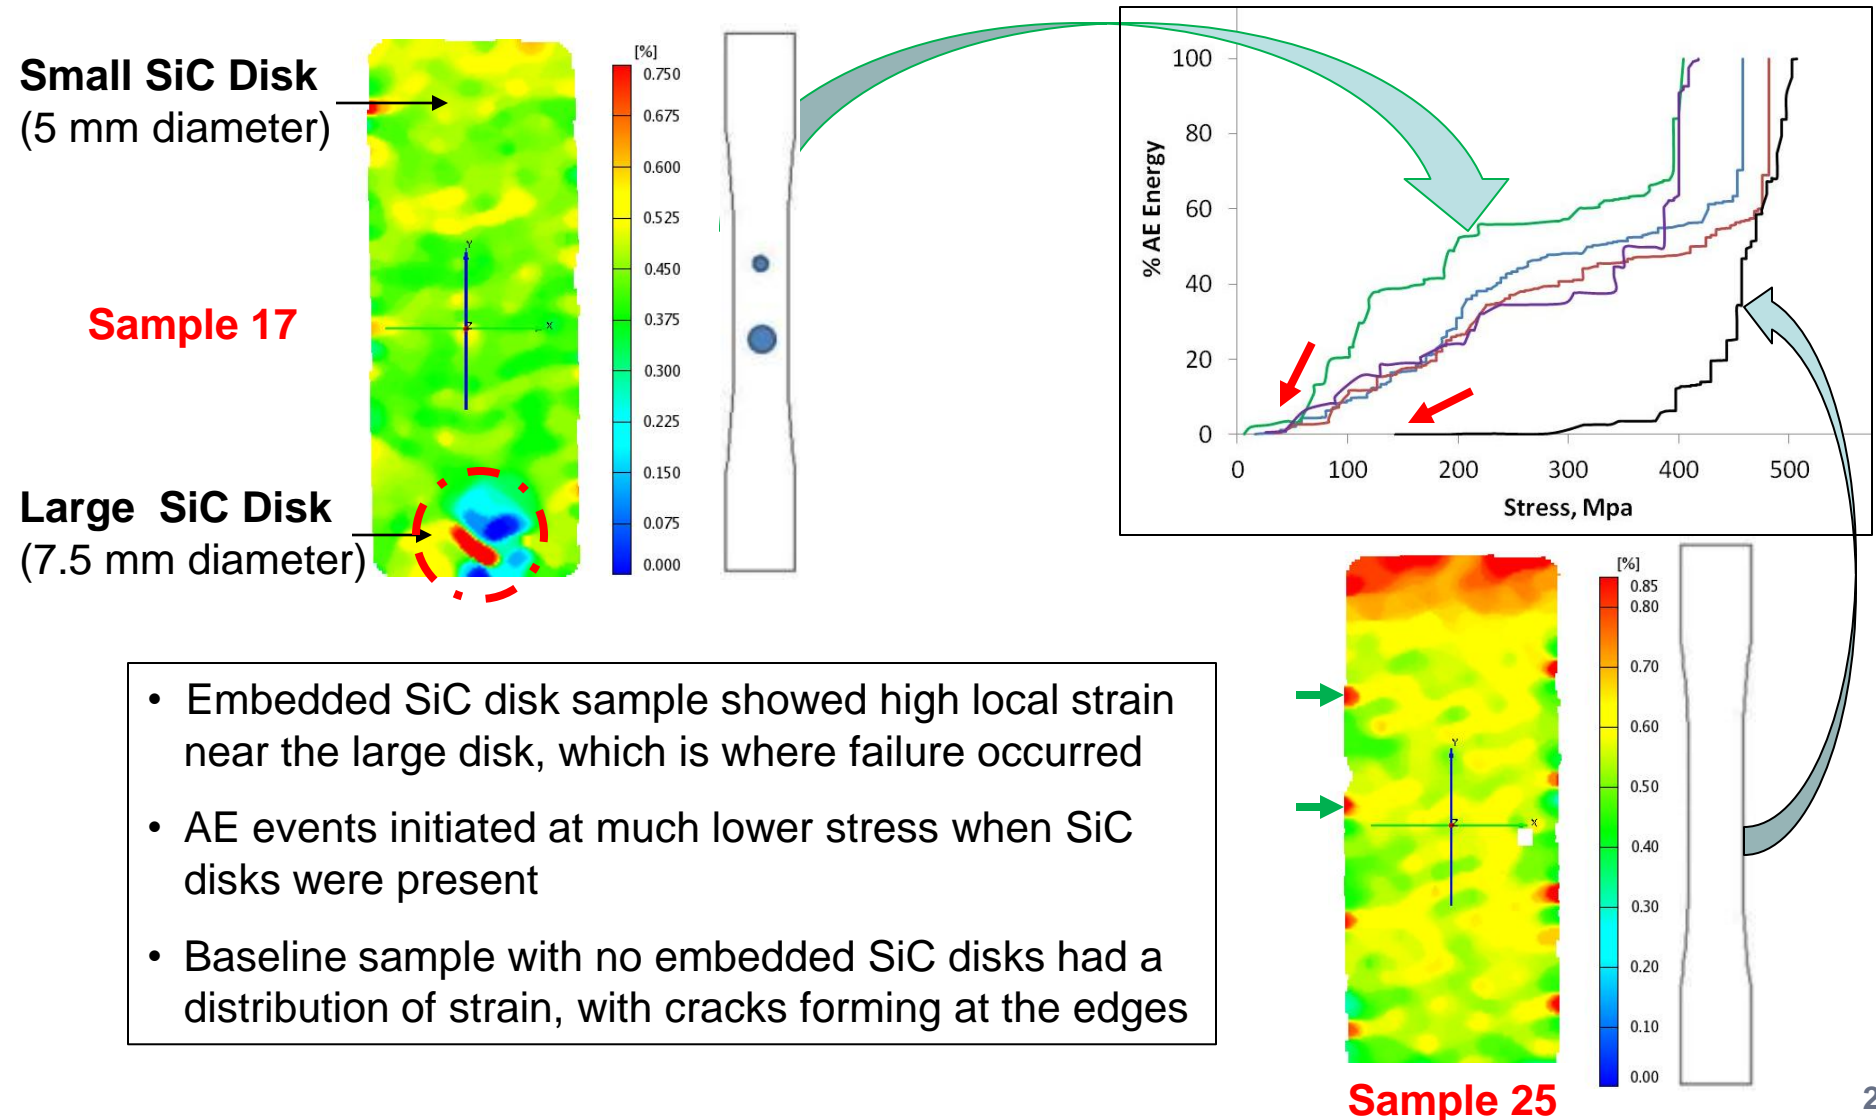 Small SiC Disk
(5 mm diameter)
Sample 17
Large  SiC Disk
(7.5 mm diameter)
[%]
0.750
0.675
0.600
0.525
0.450
0.375
0.300
0.225
0.150
0.075
0.000
Y
Z
X
% AE Energy
100
80
60
40
20
0
0 100 200 300 400 500
Stress, Mpa
• Embedded SiC disk sample showed high local strain
near the large disk, which is where failure occurred
• AE events initiated at much lower stress when SiC
disks were present
• Baseline sample with no embedded SiC disks had a
distribution of strain, with cracks forming at the edges
[%]
0.85
0.80
0.70
0.60
0.50
0.40
0.30
0.20
0.10
0.00
Y
Z
X
Sample 25
2